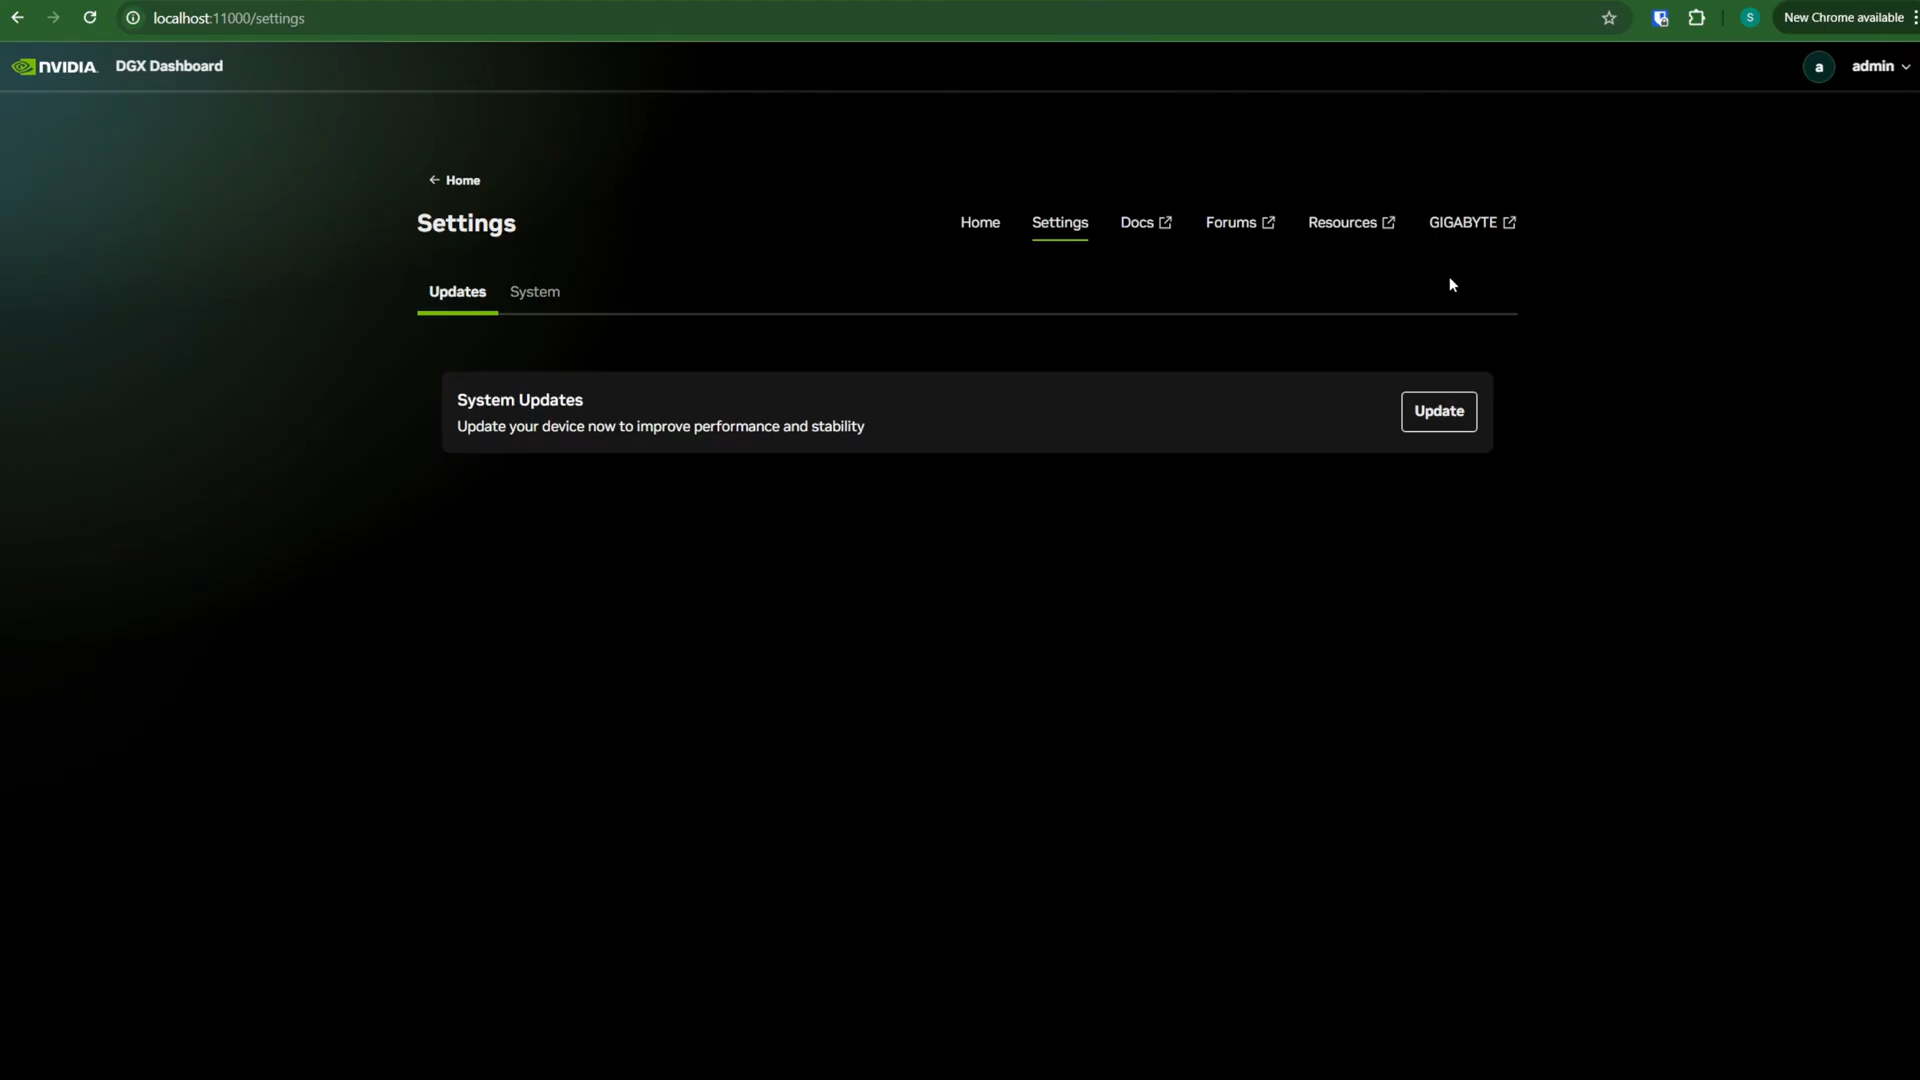 localhost:11000/settings
S
New Chrome available
NVIDIA.
DGX Dashboard
a
admin
Home
Settings
Home
Settings
Docs
Forums
Resources
GIGABYTE
Updates
System
System Updates
Update your device now to improve performance and stability
Update